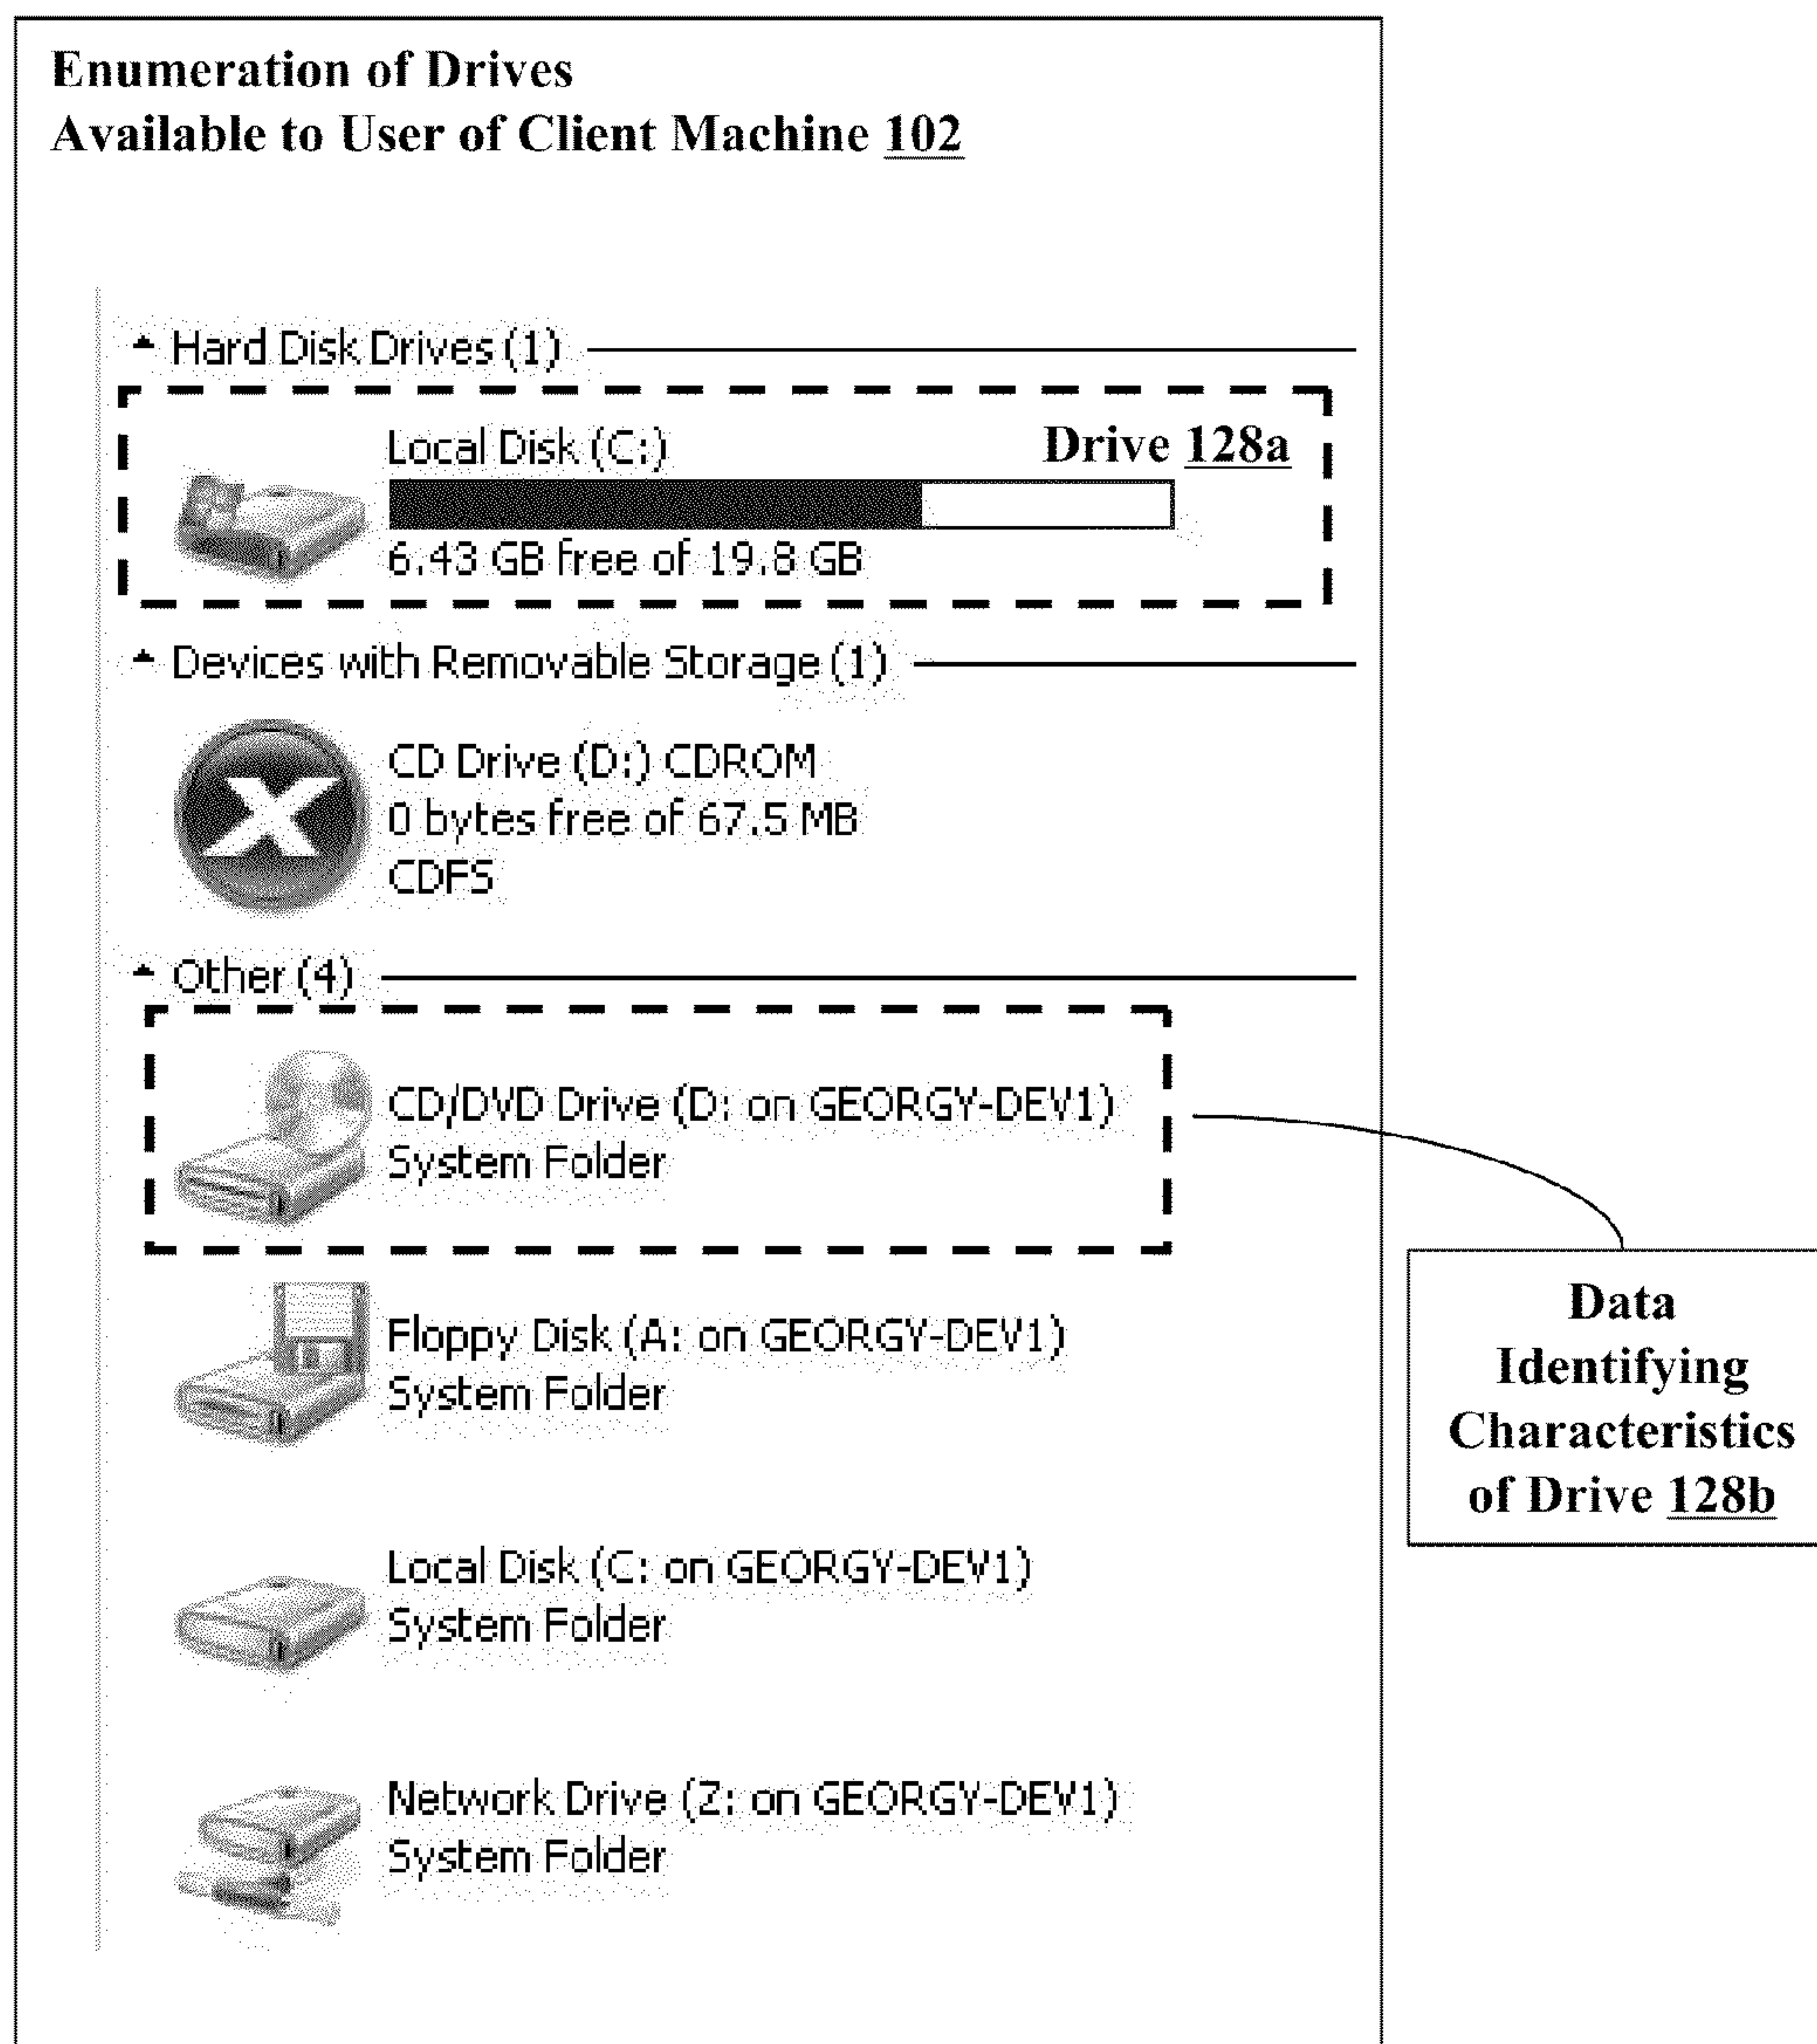 Enumeration of Drives
Available to User of Client Machine 102
Hard Disk Drives (1)
Local Disk (C:)
Drive 128a
6.43 GB free of 19.8 GB
Devices with Removable Storage (1)
CD Drive (D:) CDROM
0 bytes free of 67.5 MB
CDFS
Other (4)
CD/DVD Drive (D: on GEORGY-DEV1)
System Folder
Floppy Disk (A: on GEORGY-DEV1)
System Folder
Local Disk (C: on GEORGY-DEV1)
System Folder
Network Drive (Z: on GEORGY-DEV1)
System Folder
Data
Identifying
Characteristics
of Drive 128b